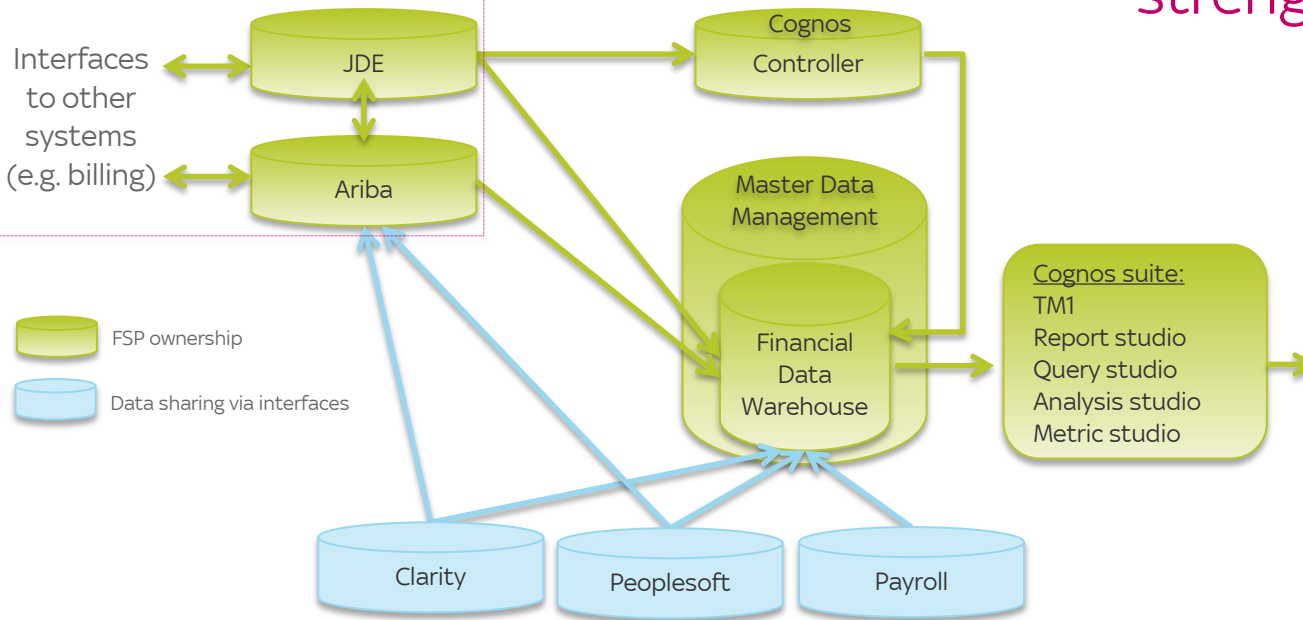 Interfaces
to other
systems
(e.g. billing)
JDE
Ariba
Cognos
Controller
Master Data
Management
Financial
Data
Warehouse
Cognos suite:
TM1
Report studio
Query studio
Analysis studio
Metric studio
FSP ownership
Data sharing via interfaces
Clarity
Peoplesoft
Payroll